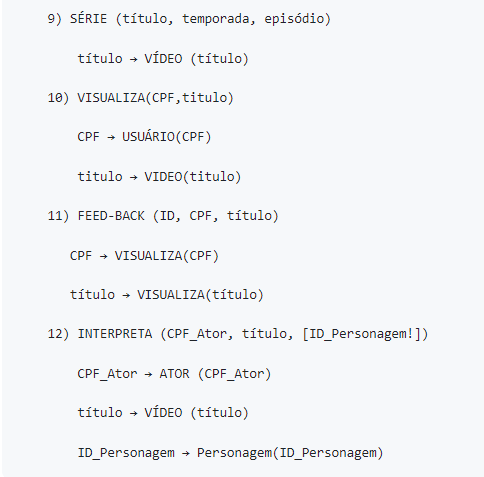 9) SÉRIE (título, temporada, episódio)
título → VÍDEO (título)
10) VISUALIZA(CPF,titulo)
CPF → USUÁRIO(CPF)
titulo → VIDEO(titulo)
11) FEED-BACK (ID, CPF, título)
CPF → VISUALIZA(CPF)
título → VISUALIZA(título)
12) INTERPRETA (CPF_Ator, título, [ID_Personagem!])
CPF_Ator → ATOR (CPF_Ator)
título → VÍDEO (título)
ID_Personagem → Personagem(ID_Personagem)